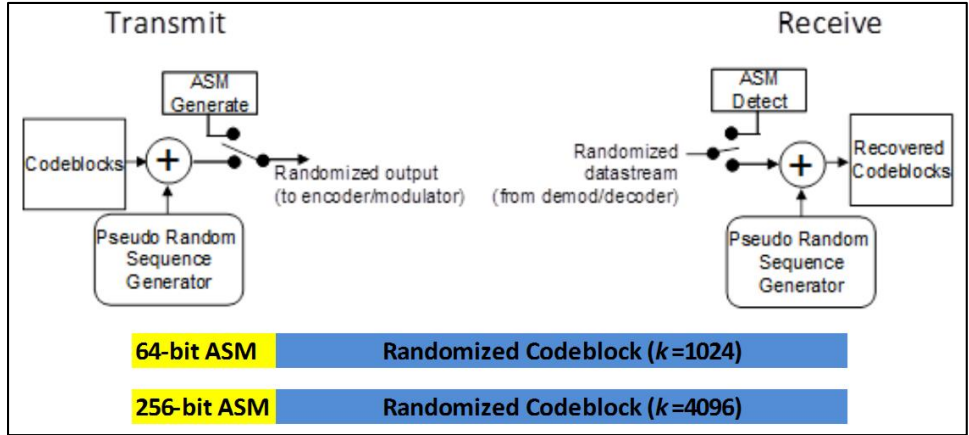 Transmit
Receive
ASM
Generate
ASM
Detect
Codeblocks
+
Randomized output
(to encoder/modulator)
Randomized
datastream
(from demod/decoder)
+
Recovered
Codeblocks
Pseudo Random
Sequence
Generator
Pseudo Random
Sequence
Generator
64-bit ASM
Randomized Codeblock (k=1024)
256-bit ASM
Randomized Codeblock (k=4096)